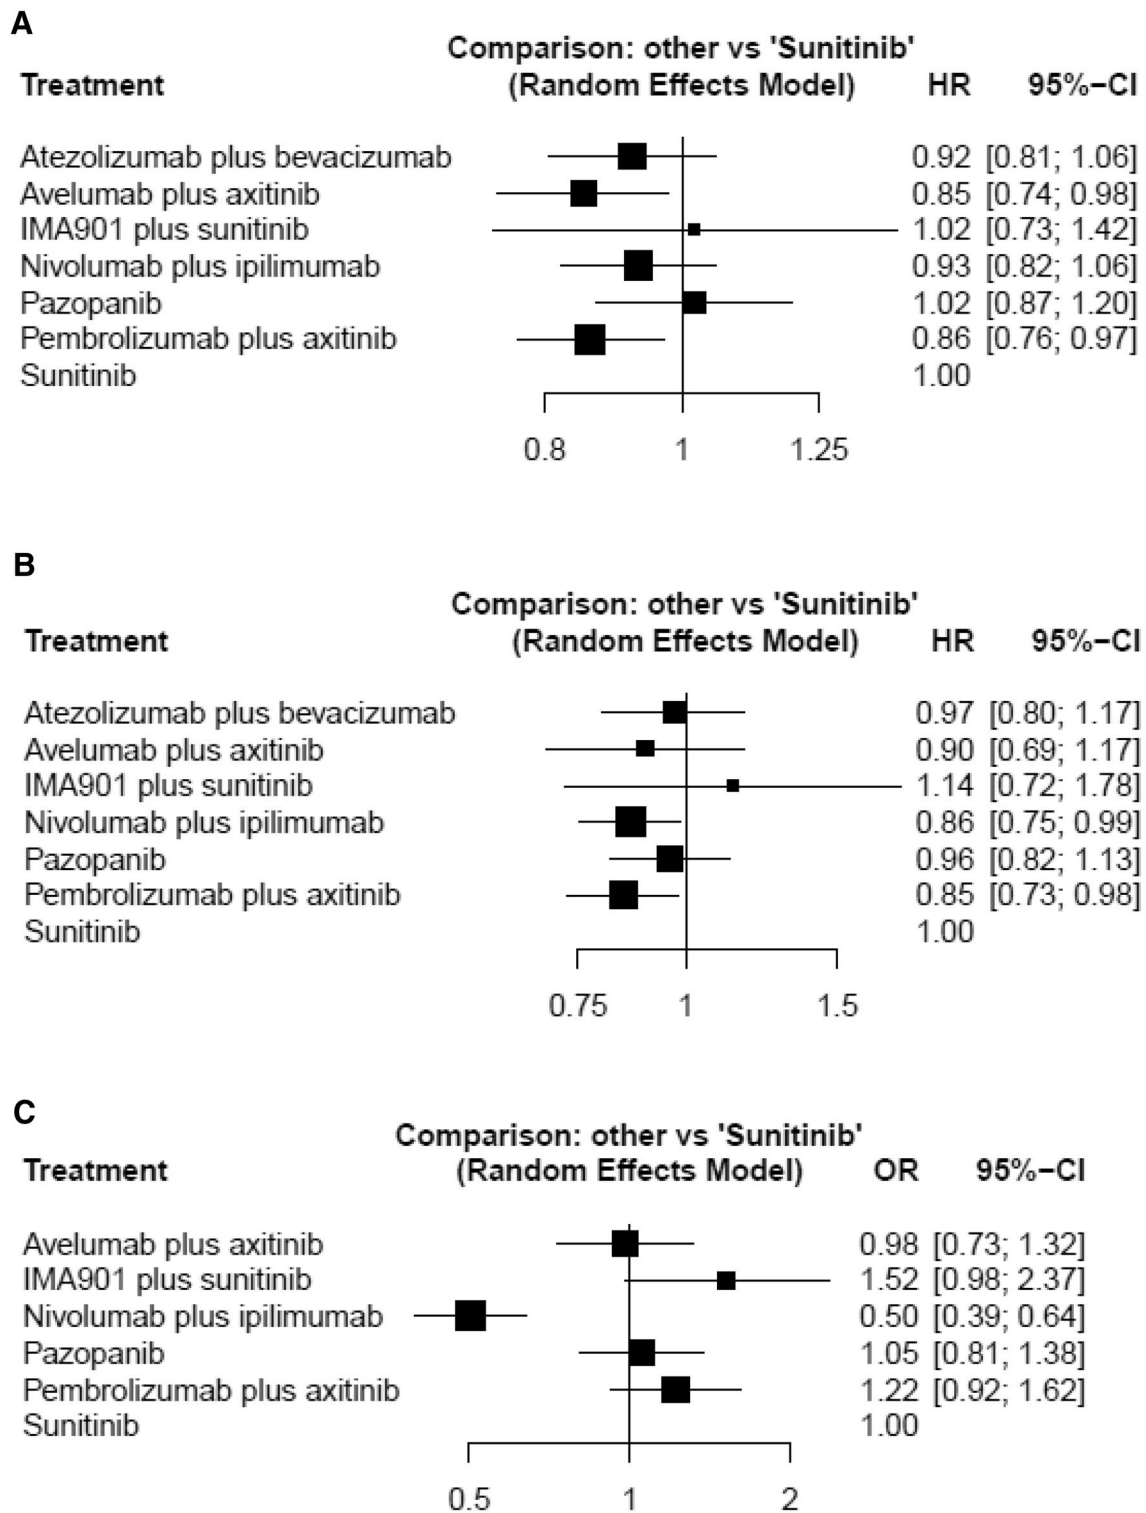 A
Comparison: other vs 'Sunitinib'
Treatment (Random Effects Model) HR 95%−CI
Atezolizumab plus bevacizumab 0.92 [0.81; 1.06]
Avelumab plus axitinib 0.85 [0.74; 0.98]
IMA901 plus sunitinib 1.02 [0.73; 1.42]
Nivolumab plus ipilimumab 0.93 [0.82; 1.06]
Pazopanib 1.02 [0.87; 1.20]
Pembrolizumab plus axitinib 0.86 [0.76; 0.97]
Sunitinib 1.00
0.8 1 1.25
B
Comparison: other vs 'Sunitinib'
Treatment (Random Effects Model) HR 95%−CI
Atezolizumab plus bevacizumab 0.97 [0.80; 1.17]
Avelumab plus axitinib 0.90 [0.69; 1.17]
IMA901 plus sunitinib 1.14 [0.72; 1.78]
Nivolumab plus ipilimumab 0.86 [0.75; 0.99]
Pazopanib 0.96 [0.82; 1.13]
Pembrolizumab plus axitinib 0.85 [0.73; 0.98]
Sunitinib 1.00
0.75 1 1.5
C
Comparison: other vs 'Sunitinib'
Treatment (Random Effects Model) OR 95%−CI
Avelumab plus axitinib 0.98 [0.73; 1.32]
IMA901 plus sunitinib 1.52 [0.98; 2.37]
Nivolumab plus ipilimumab 0.50 [0.39; 0.64]
Pazopanib 1.05 [0.81; 1.38]
Pembrolizumab plus axitinib 1.22 [0.92; 1.62]
Sunitinib 1.00
0.5 1 2